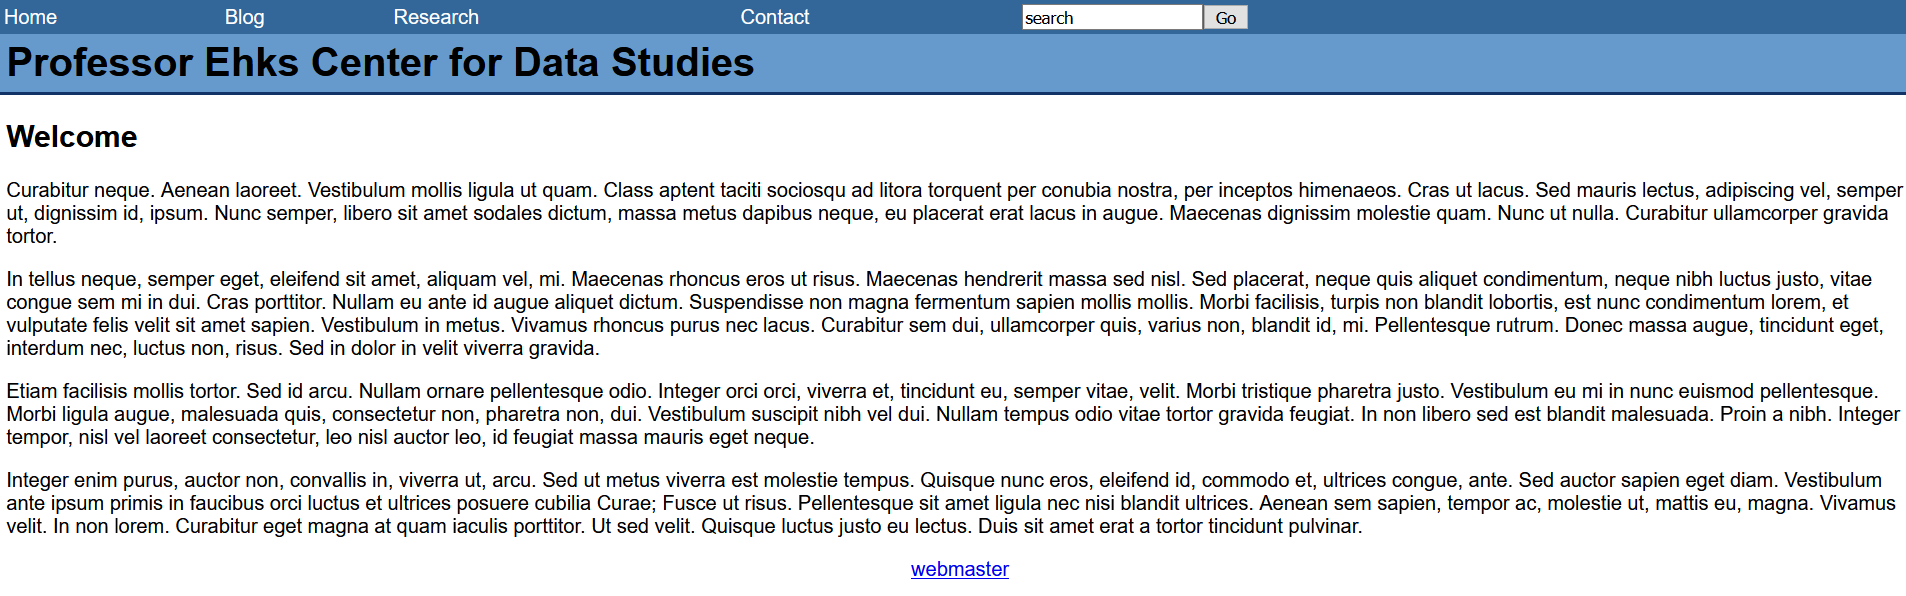 Home Blog Research Contact search Go
Professor Ehks Center for Data Studies
Welcome
Curabitur neque. Aenean laoreet. Vestibulum mollis ligula ut quam. Class aptent taciti sociosqu ad litora torquent per conubia nostra, per inceptos himenaeos. Cras ut lacus. Sed mauris lectus, adipiscing vel, semper
ut, dignissim id, ipsum. Nunc semper, libero sit amet sodales dictum, massa metus dapibus neque, eu placerat erat lacus in augue. Maecenas dignissim molestie quam. Nunc ut nulla. Curabitur ullamcorper gravida
tortor.
In tellus neque, semper eget, eleifend sit amet, aliquam vel, mi. Maecenas rhoncus eros ut risus. Maecenas hendrerit massa sed nisl. Sed placerat, neque quis aliquet condimentum, neque nibh luctus justo, vitae
congue sem mi in dui. Cras porttitor. Nullam eu ante id augue aliquet dictum. Suspendisse non magna fermentum sapien mollis mollis. Morbi facilisis, turpis non blandit lobortis, est nunc condimentum lorem, et
vulputate felis velit sit amet sapien. Vestibulum in metus. Vivamus rhoncus purus nec lacus. Curabitur sem dui, ullamcorper quis, varius non, blandit id, mi. Pellentesque rutrum. Donec massa augue, tincidunt eget,
interdum nec, luctus non, risus. Sed in dolor in velit viverra gravida.
Etiam facilisis mollis tortor. Sed id arcu. Nullam ornare pellentesque odio. Integer orci orci, viverra et, tincidunt eu, semper vitae, velit. Morbi tristique pharetra justo. Vestibulum eu mi in nunc euismod pellentesque.
Morbi ligula augue, malesuada quis, consectetur non, pharetra non, dui. Vestibulum suscipit nibh vel dui. Nullam tempus odio vitae tortor gravida feugiat. In non libero sed est blandit malesuada. Proin a nibh. Integer
tempor, nisl vel laoreet consectetur, leo nisl auctor leo, id feugiat massa mauris eget neque.
Integer enim purus, auctor non, convallis in, viverra ut, arcu. Sed ut metus viverra est molestie tempus. Quisque nunc eros, eleifend id, commodo et, ultrices congue, ante. Sed auctor sapien eget diam. Vestibulum
ante ipsum primis in faucibus orci luctus et ultrices posuere cubilia Curae; Fusce ut risus. Pellentesque sit amet ligula nec nisi blandit ultrices. Aenean sem sapien, tempor ac, molestie ut, mattis eu, magna. Vivamus
velit. In non lorem. Curabitur eget magna at quam iaculis porttitor. Ut sed velit. Quisque luctus justo eu lectus. Duis sit amet erat a tortor tincidunt pulvinar.
webmaster